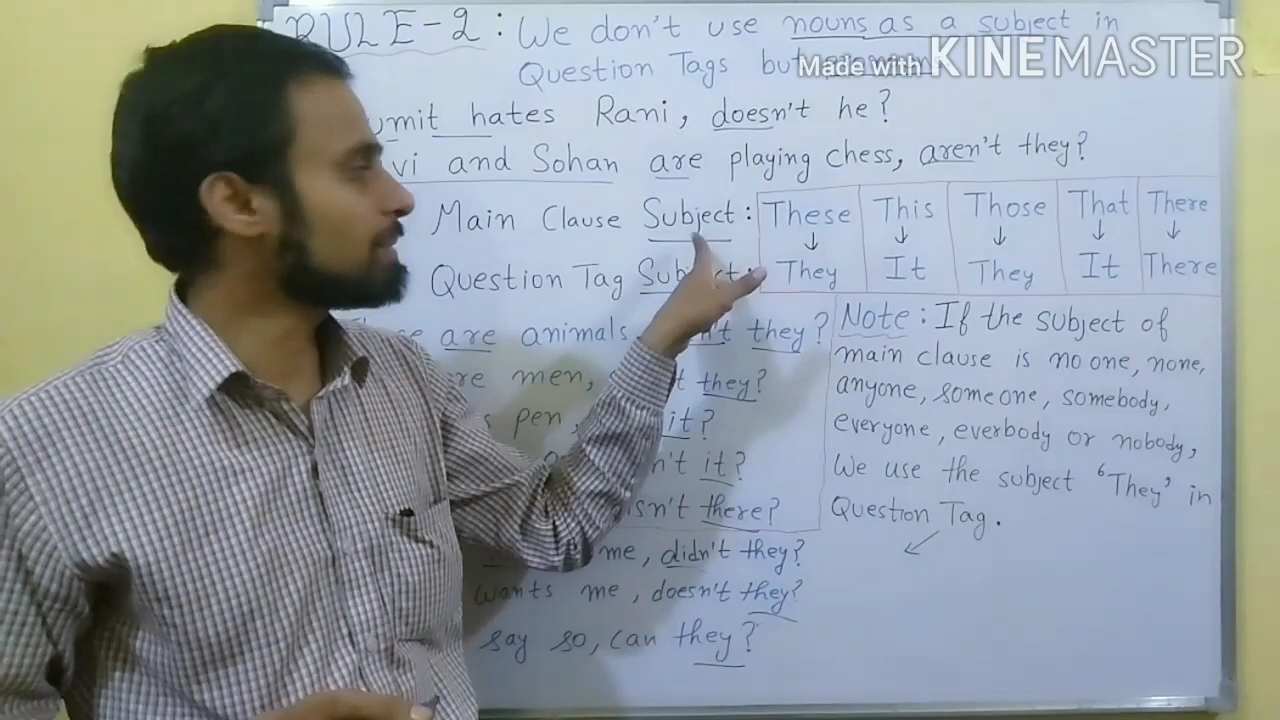 RULE-2: We don't use nouns as a subject in
Question Tags but
Made with KINEMASTER
hates Rani, doesn't he?
and Sohan are playing chess, aren't they?
Main Clause Subject: These This Those That There
↓ ↓ ↓ ↓ ↓
Question Tag They It They It There
are animals they?
men, they?
pen, it?
it?
isn't there?
me, didn't they?
wants me, doesn't they?
say so, can they?
Note: If the subject of
main clause is no one, none,
anyone, someone, somebody,
everyone, everbody or nobody,
We use the subject 'They' in
Question Tag.